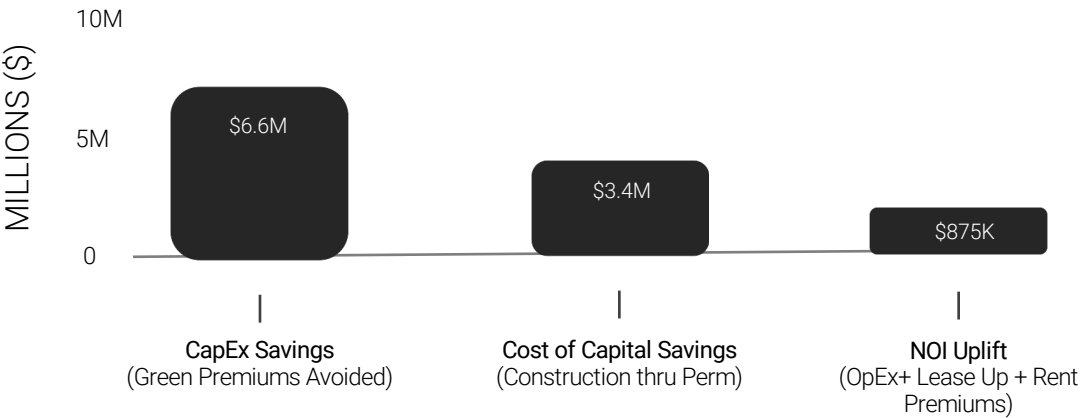 10M
MILLIONS ($)
$6.6M
5M
$3.4M
$875K
0
CapEx Savings
(Green Premiums Avoided)
Cost of Capital Savings
(Construction thru Perm)
NOI Uplift
(OpEx+ Lease Up + Rent
Premiums)